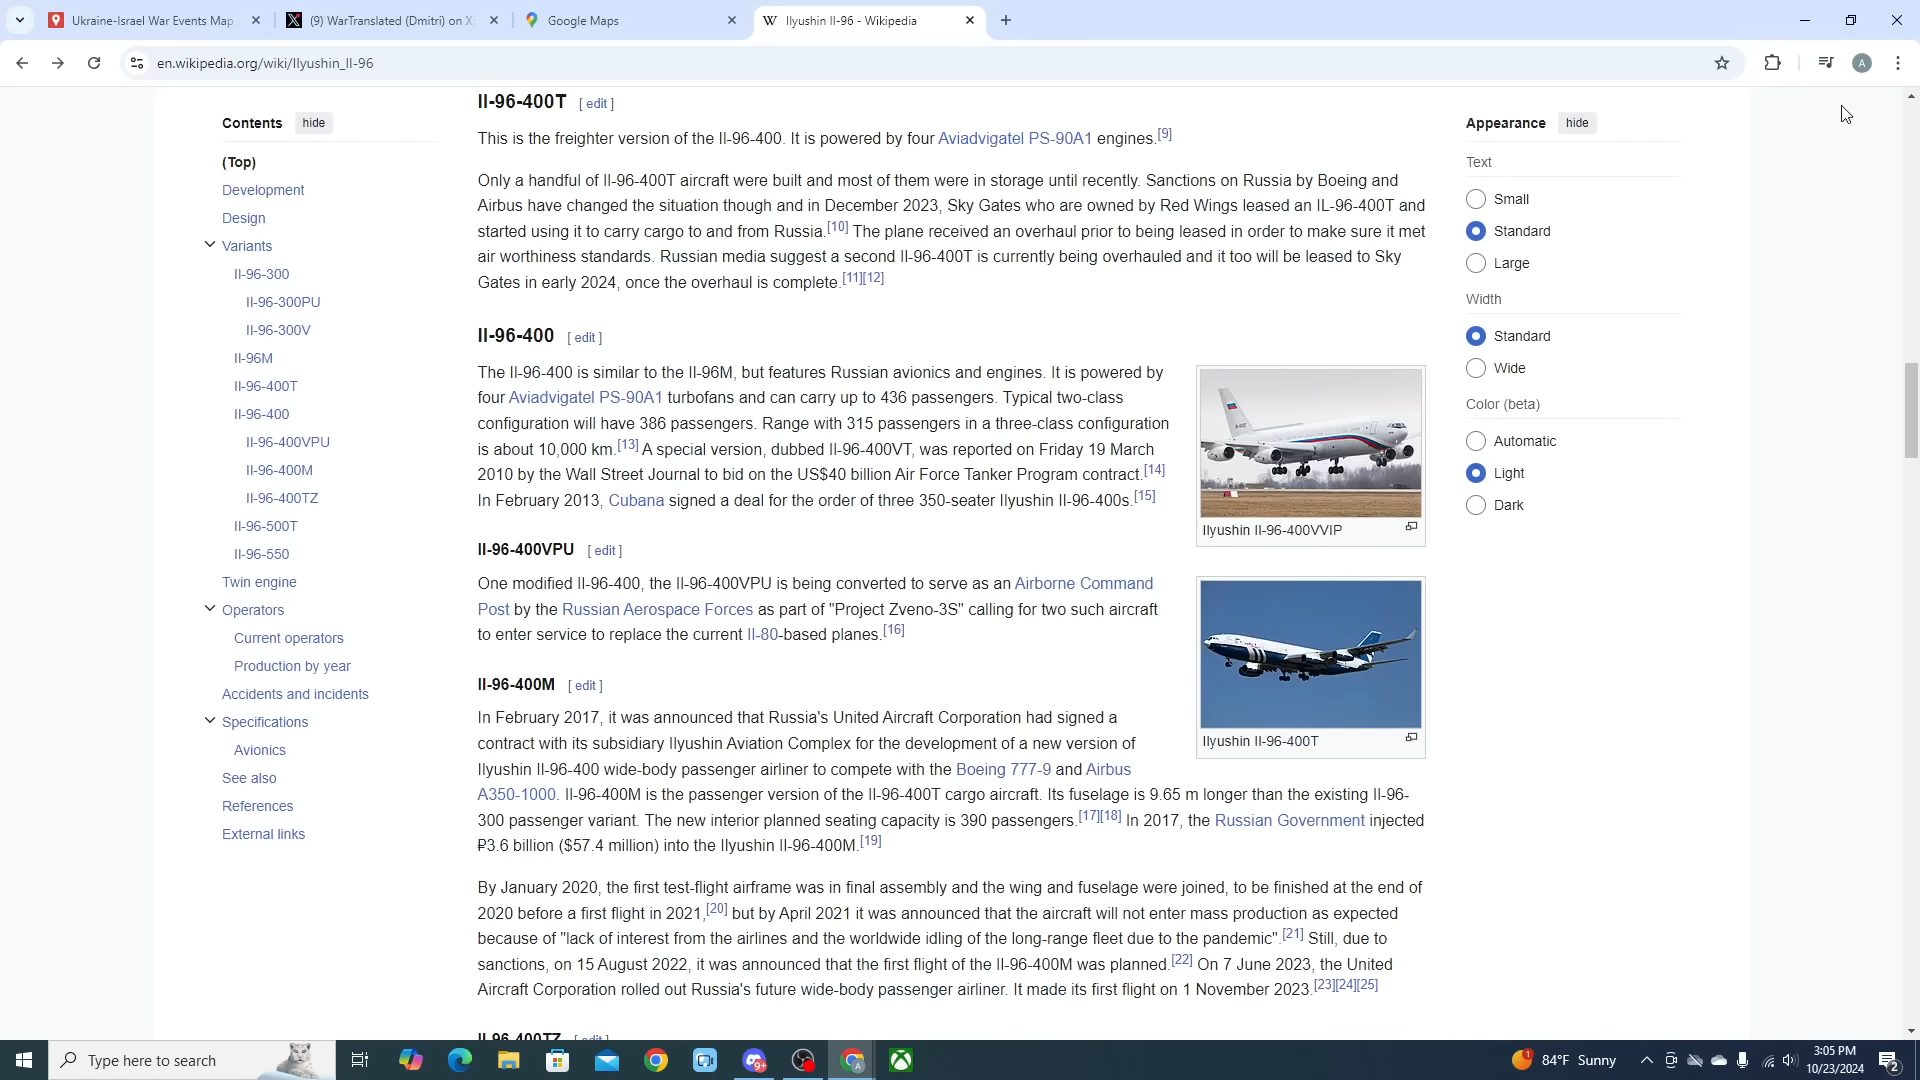 Ukraine-Israel War Events Map
(9) WarTranslated (Dmitri) on X
Google Maps
Ilyushin Il-96 - Wikipedia
en.wikipedia.org/wiki/Ilyushin_Il-96
A
Contents hide
(Top)
Development
Design
Variants
Il-96-300
Il-96-300PU
Il-96-300V
Il-96M
Il-96-400T
Il-96-400
Il-96-400VPU
Il-96-400M
Il-96-400TZ
Il-96-500T
Il-96-550
Twin engine
Operators
Current operators
Production by year
Accidents and incidents
Specifications
Avionics
See also
References
External links
Il-96-400T [ edit ]
This is the freighter version of the Il-96-400. It is powered by four Aviadvigatel PS-90A1 engines.[9]
Only a handful of Il-96-400T aircraft were built and most of them were in storage until recently. Sanctions on Russia by Boeing and
Airbus have changed the situation though and in December 2023, Sky Gates who are owned by Red Wings leased an IL-96-400T and
started using it to carry cargo to and from Russia.[10] The plane received an overhaul prior to being leased in order to make sure it met
air worthiness standards. Russian media suggest a second Il-96-400T is currently being overhauled and it too will be leased to Sky
Gates in early 2024, once the overhaul is complete.[11][12]
Il-96-400 [ edit ]
The Il-96-400 is similar to the Il-96M, but features Russian avionics and engines. It is powered by
four Aviadvigatel PS-90A1 turbofans and can carry up to 436 passengers. Typical two-class
configuration will have 386 passengers. Range with 315 passengers in a three-class configuration
is about 10,000 km.[13] A special version, dubbed Il-96-400VT, was reported on Friday 19 March
2010 by the Wall Street Journal to bid on the US$40 billion Air Force Tanker Program contract.[14]
In February 2013, Cubana signed a deal for the order of three 350-seater Ilyushin Il-96-400s.[15]
Ilyushin Il-96-400VVIP
Il-96-400VPU [ edit ]
One modified Il-96-400, the Il-96-400VPU is being converted to serve as an Airborne Command
Post by the Russian Aerospace Forces as part of "Project Zveno-3S" calling for two such aircraft
to enter service to replace the current Il-80-based planes.[16]
Ilyushin Il-96-400T
Il-96-400M [ edit ]
In February 2017, it was announced that Russia's United Aircraft Corporation had signed a
contract with its subsidiary Ilyushin Aviation Complex for the development of a new version of
Ilyushin Il-96-400 wide-body passenger airliner to compete with the Boeing 777-9 and Airbus
A350-1000. Il-96-400M is the passenger version of the Il-96-400T cargo aircraft. Its fuselage is 9.65 m longer than the existing Il-96-
300 passenger variant. The new interior planned seating capacity is 390 passengers.[17][18] In 2017, the Russian Government injected
₽3.6 billion ($57.4 million) into the Ilyushin Il-96-400M.[19]
By January 2020, the first test-flight airframe was in final assembly and the wing and fuselage were joined, to be finished at the end of
2020 before a first flight in 2021,[20] but by April 2021 it was announced that the aircraft will not enter mass production as expected
because of "lack of interest from the airlines and the worldwide idling of the long-range fleet due to the pandemic".[21] Still, due to
sanctions, on 15 August 2022, it was announced that the first flight of the Il-96-400M was planned.[22] On 7 June 2023, the United
Aircraft Corporation rolled out Russia's future wide-body passenger airliner. It made its first flight on 1 November 2023.[23][24][25]
Il-96-400TZ [ edit ]
Appearance hide
Text
Small
Standard
Large
Width
Standard
Wide
Color (beta)
Automatic
Light
Dark
Type here to search
9+
A
1
84°F Sunny
3:05 PM
10/23/2024
2